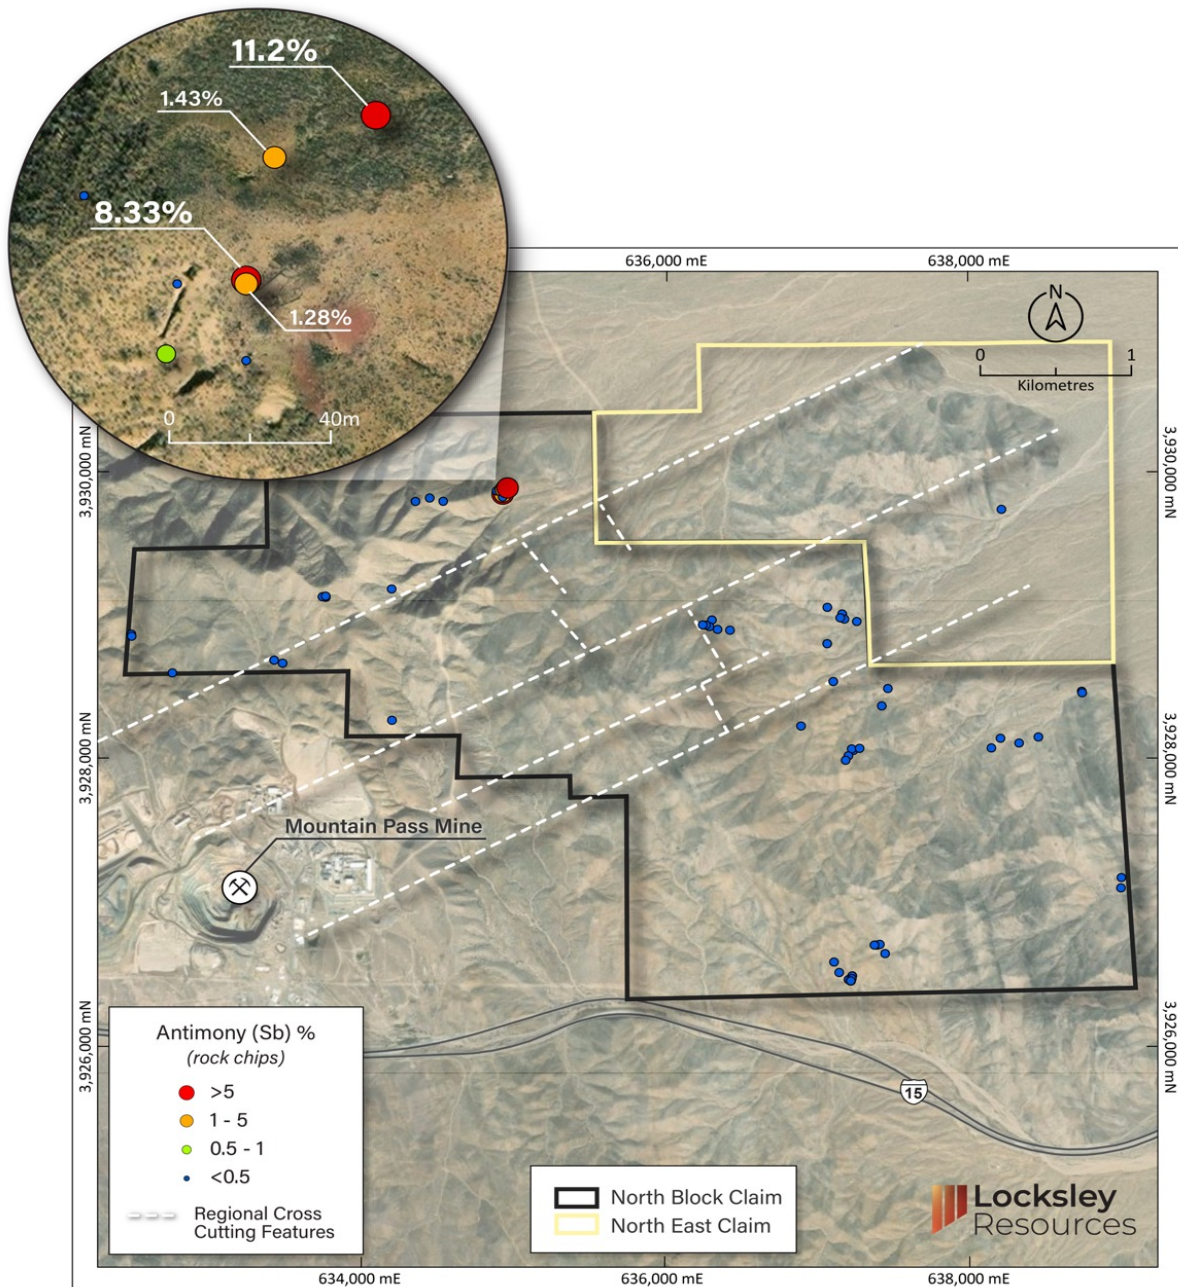 11.2%
1.43%
8.33%
1.28%
0 40m
636,000 mE 638,000 mE
N
0 1
Kilometres
3,930,000 mN
3,930,000 mN
3,928,000 mN
3,928,000 mN
Mountain Pass Mine
3,926,000 mN
3,926,000 mN
15
Antimony (Sb) %
(rock chips)
>5
1 - 5
0.5 - 1
<0.5
Regional Cross
Cutting Features
North Block Claim
North East Claim
Locksley
Resources
634,000 mE 636,000 mE 638,000 mE